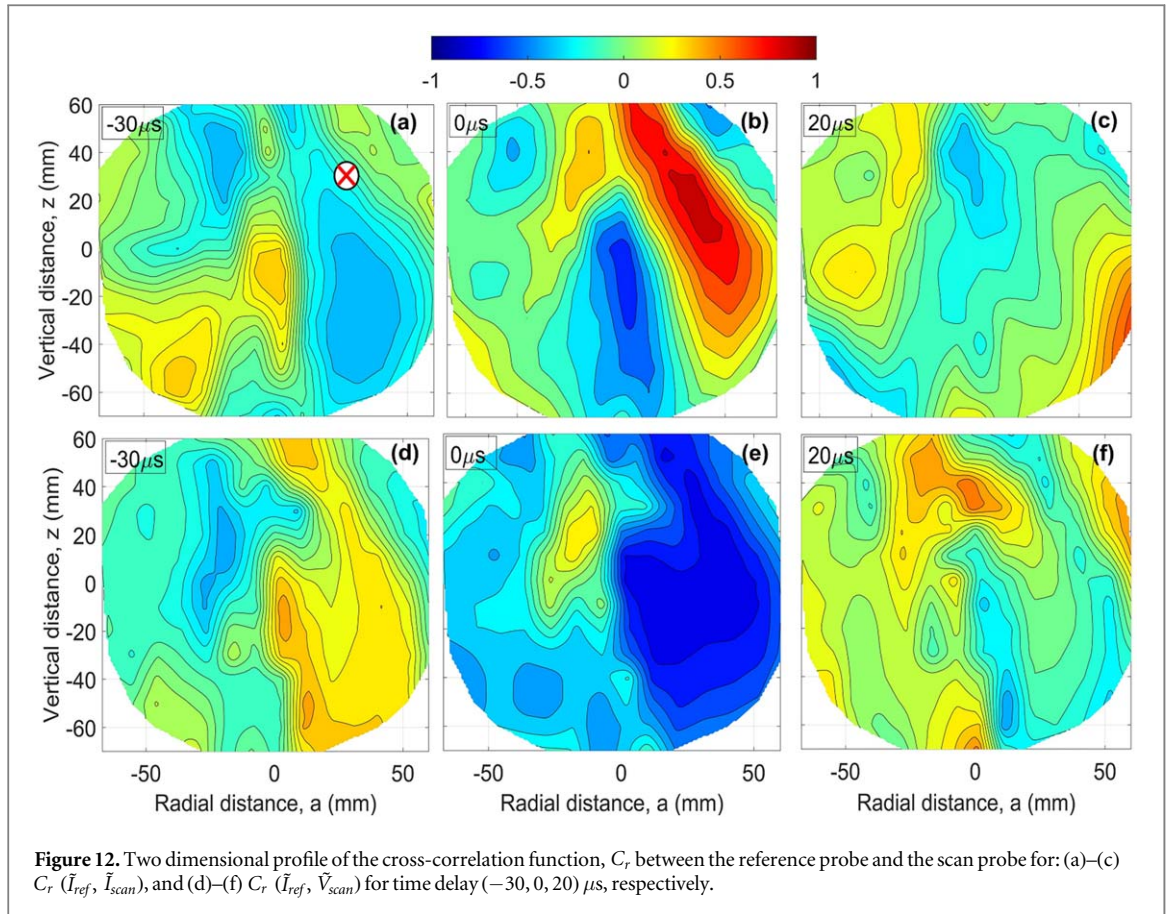 -1 -0.5 0 0.5 1
-30μs (a) 0μs (b) 20μs (c)
60
40
20
0
-20
-40
-60
Vertical distance, z (mm)
-30μs (d) 0μs (e) 20μs (f)
60
40
20
0
-20
-40
-60
Vertical distance, z (mm)
-50 0 50 -50 0 50 -50 0 50
Radial distance, a (mm) Radial distance, a (mm) Radial distance, a (mm)
Figure 12. Two dimensional profile of the cross-correlation function, C_r between the reference probe and the scan probe for: (a)–(c)
C_r (Ĩ_ref, Ĩ_scan), and (d)–(f) C_r (Ĩ_ref, Ṽ_scan) for time delay (−30, 0, 20) μs, respectively.